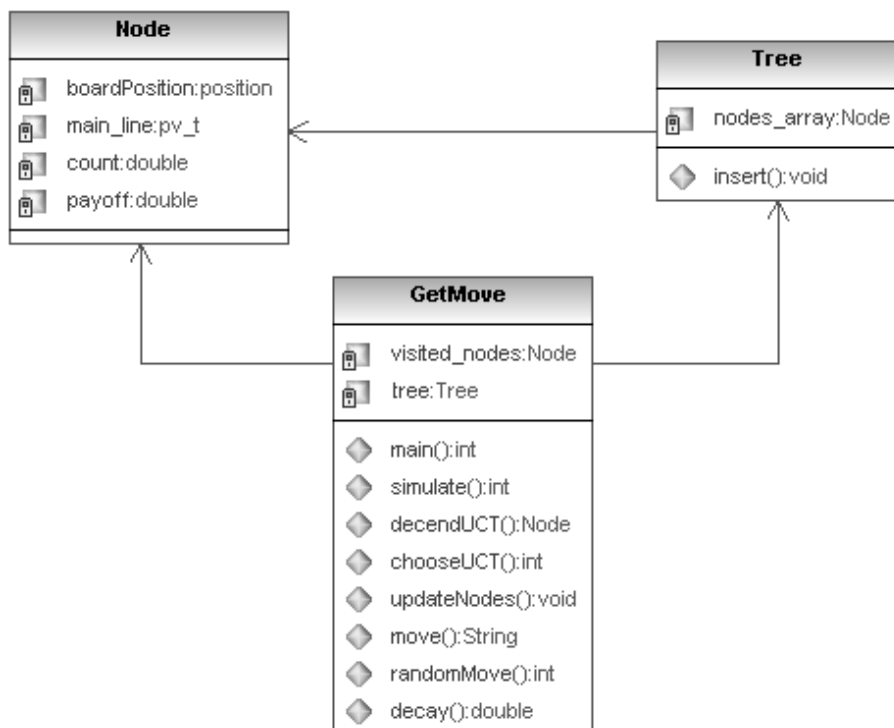 Node
boardPosition:position
main_line:pv_t
count:double
payoff:double
Tree
nodes_array:Node
insert():void
GetMove
visited_nodes:Node
tree:Tree
main():int
simulate():int
decendUCT():Node
chooseUCT():int
updateNodes():void
move():String
randomMove():int
decay():double